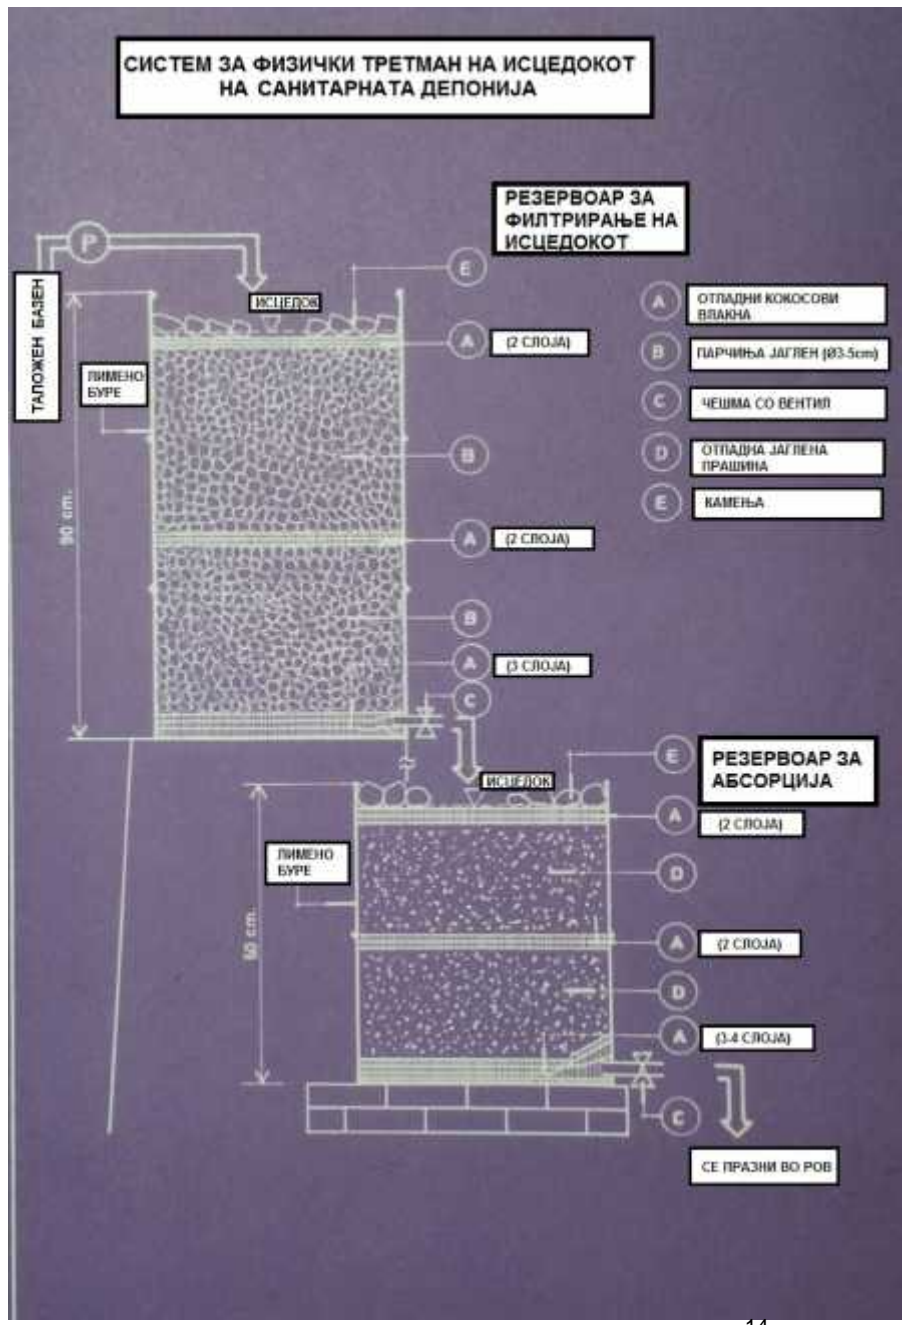 СИСТЕМ ЗА ФИЗИЧКИ ТРЕТМАН НА ИСЦЕДОКОТ
НА САНИТАРНАТА ДЕПОНИЈА
РЕЗЕРВОАР ЗА
ФИЛТРИРАЊЕ НА
ИСЦЕДОКОТ
P
ТАЛОЖЕН БАЗЕН
ИСЦЕДОК
E
A
(2 СЛОЈА)
ЛИМЕНО
БУРЕ
B
90 cm.
A
(2 СЛОЈА)
B
A
(3 СЛОЈА)
C
A
ОТПАДНИ КОКОСОВИ
ВЛАКНА
B
ПАРЧИЊА ЈАГЛЕН (Ø3-5cm)
C
ЧЕШМА СО ВЕНТИЛ
D
ОТПАДНА ЈАГЛЕНА
ПРАШИНА
E
КАМЕЊА
РЕЗЕРВОАР ЗА
АБСОРЦИЈА
ИСЦЕДОК
E
A
(2 СЛОЈА)
ЛИМЕНО
БУРЕ
D
cm.
A
(2 СЛОЈА)
D
A
(3-4 СЛОЈА)
C
СЕ ПРАЗНИ ВО РОВ
14